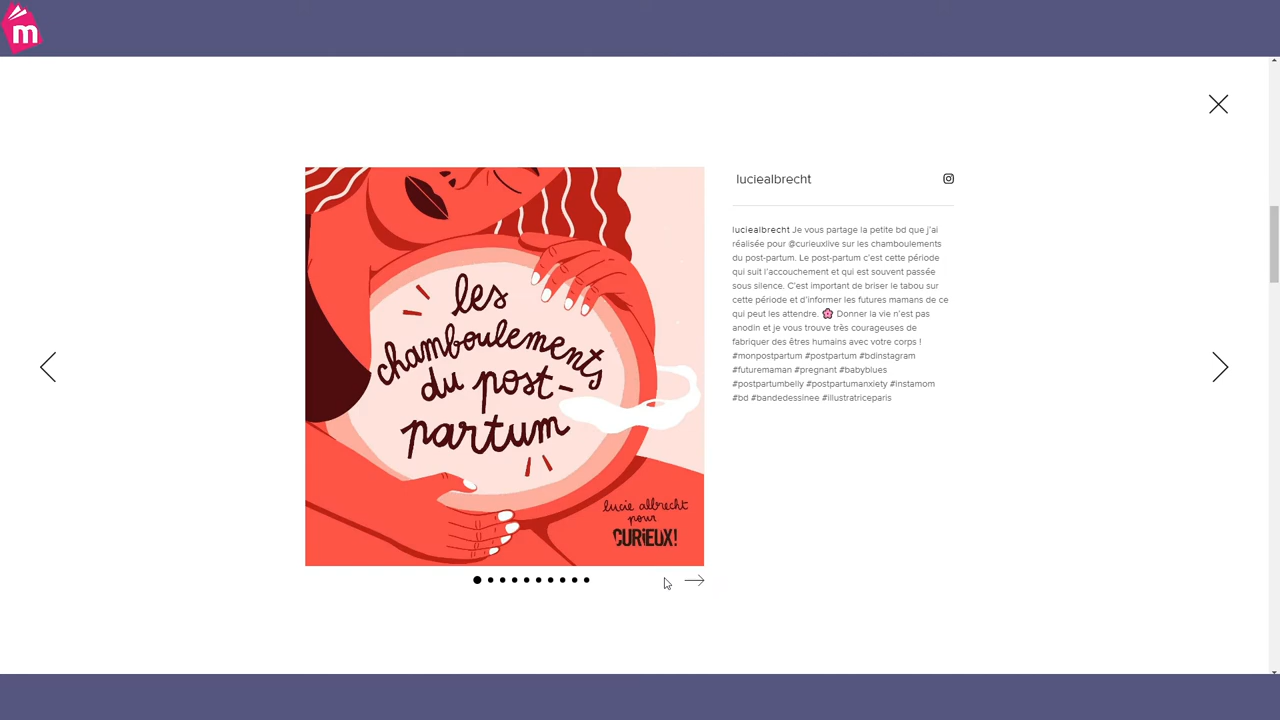 m
les
chamboulements
du post-
partum
lucie albrecht
pour
CURiEUX!
luciealbrecht
luciealbrecht Je vous partage la petite bd que j'ai
réalisée pour @curieuxlive sur les chamboulements
du post-partum. Le post-partum c'est cette période
qui suit l'accouchement et qui est souvent passée
sous silence. C'est important de briser le tabou sur
cette période et d'informer les futures mamans de ce
qui peut les attendre. 🌸 Donner la vie n'est pas
anodin et je vous trouve très courageuses de
fabriquer des êtres humains avec votre corps !
#monpostpartum #postpartum #bdinstagram
#futuremaman #pregnant #babyblues
#postpartumbelly #postpartumanxiety #instamom
#bd #bandedessinee #illustratriceparis